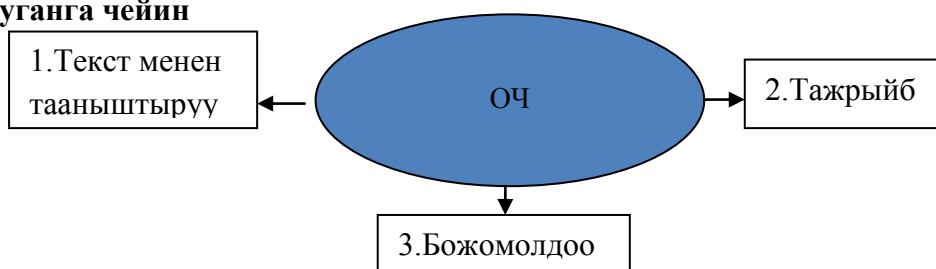 уганга чейин
1.Текст менен
тааныштыруу
ОЧ
2.Тажрыйб
3.Божомолдоо